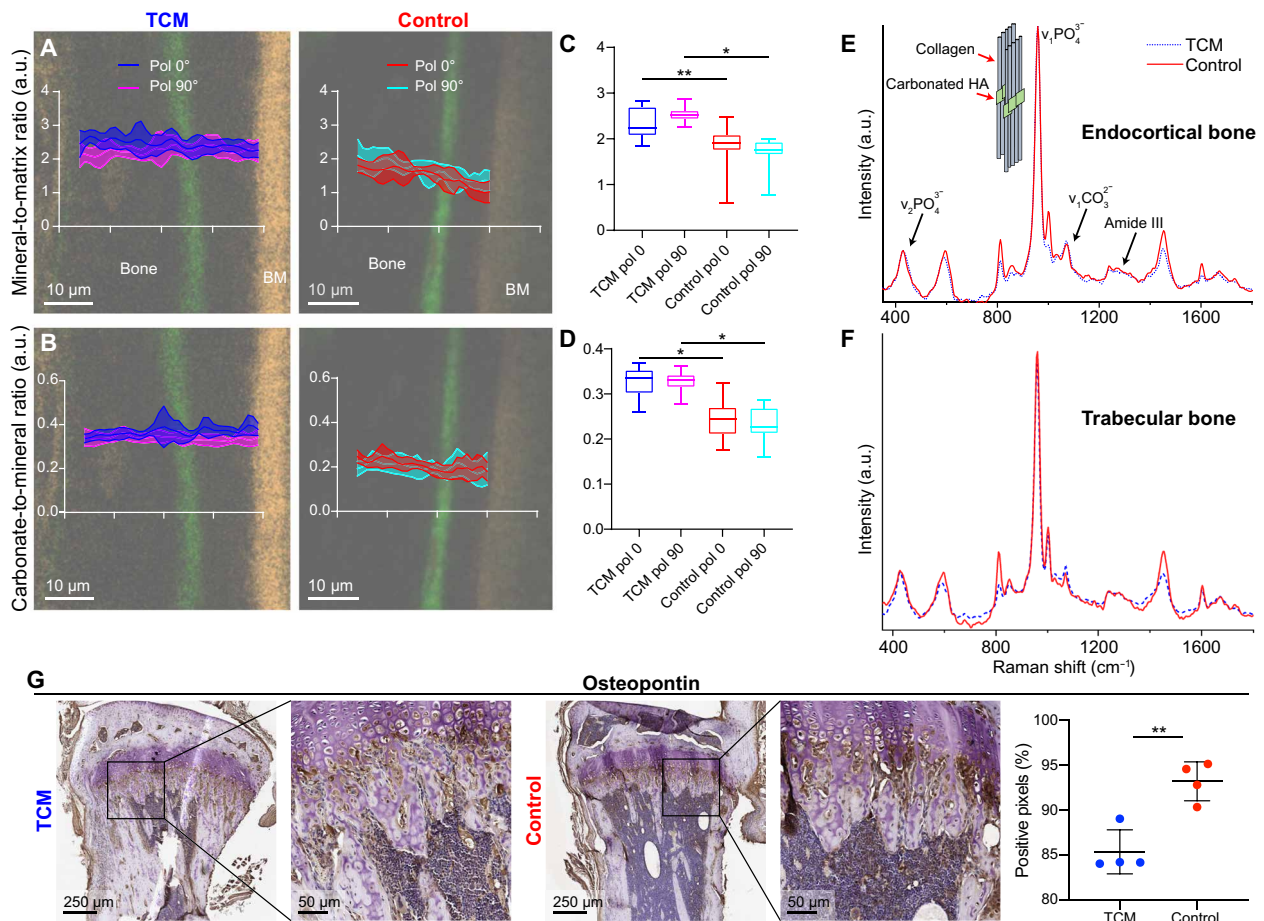 TCM
Control
A
Pol 0°
Pol 90°
Pol 0°
Pol 90°
Mineral-to-matrix ratio (a.u.)
4
3
2
1
0
4
3
2
1
0
Bone
BM
Bone
BM
10 µm
10 µm
B
Carbonate-to-mineral ratio (a.u.)
0.6
0.4
0.2
0.0
0.6
0.4
0.2
0.0
10 µm
10 µm
C
4
3
2
1
0
*
**
TCM pol 0
TCM pol 90
Control pol 0
Control pol 90
D
0.4
0.3
0.2
0.1
0.0
*
*
TCM pol 0
TCM pol 90
Control pol 0
Control pol 90
E
Collagen
Carbonated HA
v₁PO₄³⁻
TCM
Control
Endocortical bone
v₂PO₄³⁻
v₁CO₃²⁻
Amide III
Intensity (a.u.)
400 800 1200 1600
F
Trabecular bone
Intensity (a.u.)
400 800 1200 1600
Raman shift (cm⁻¹)
G
Osteopontin
TCM
250 µm
50 µm
Control
250 µm
50 µm
Positive pixels (%)
100
95
90
85
80
**
TCM
Control